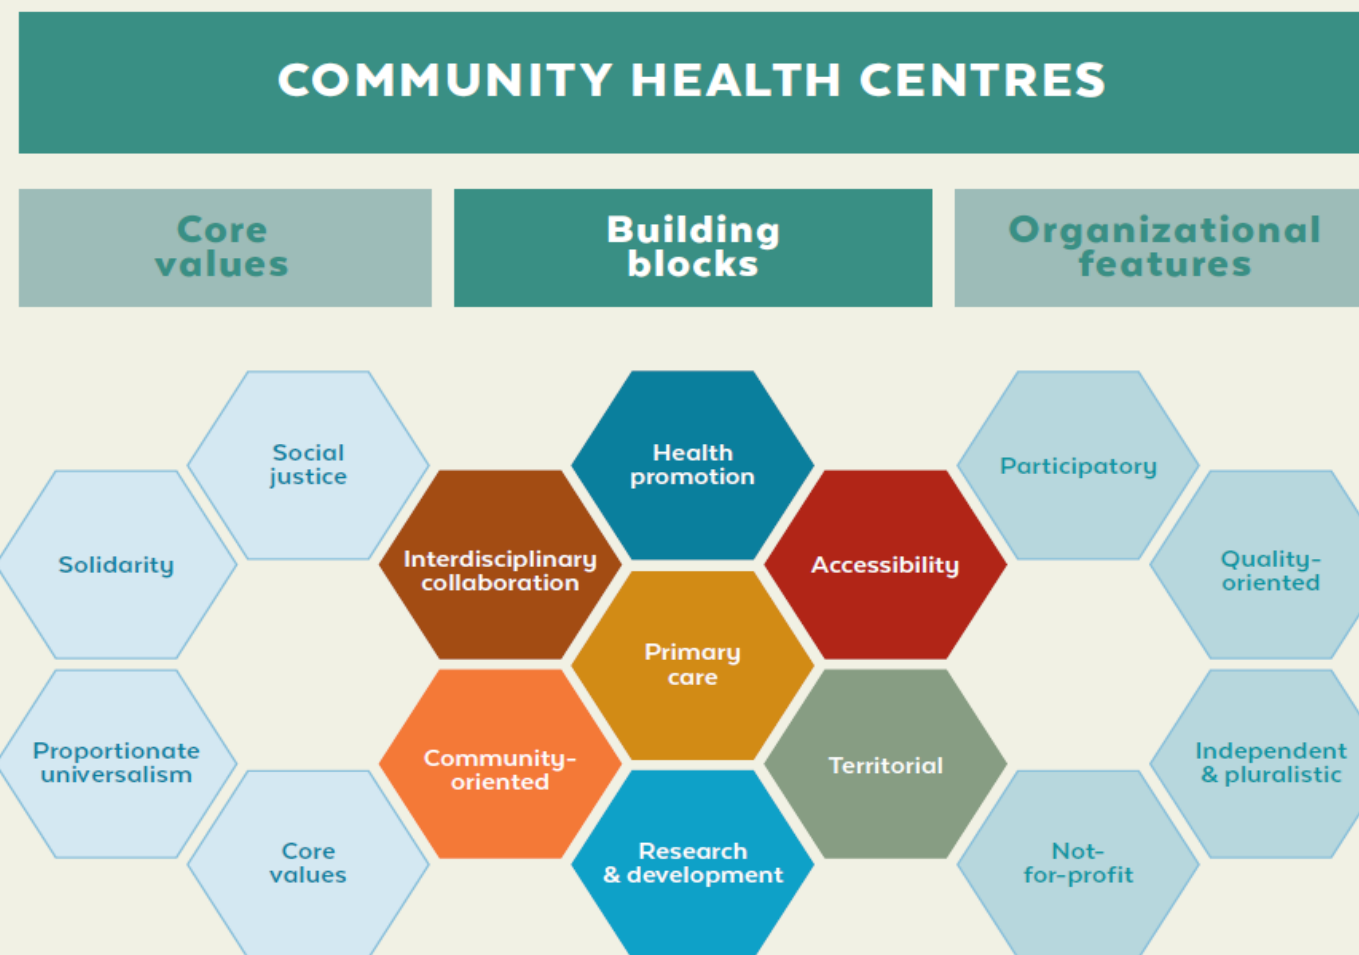 COMMUNITY HEALTH CENTRES
Core
values
Building
blocks
Organizational
features
Social
justice
Health
promotion
Participatory
Solidarity
Interdisciplinary
collaboration
Accessibility
Quality-
oriented
Primary
care
Proportionate
universalism
Community-
oriented
Territorial
Independent
& pluralistic
Core
values
Research
& development
Not-
for-profit